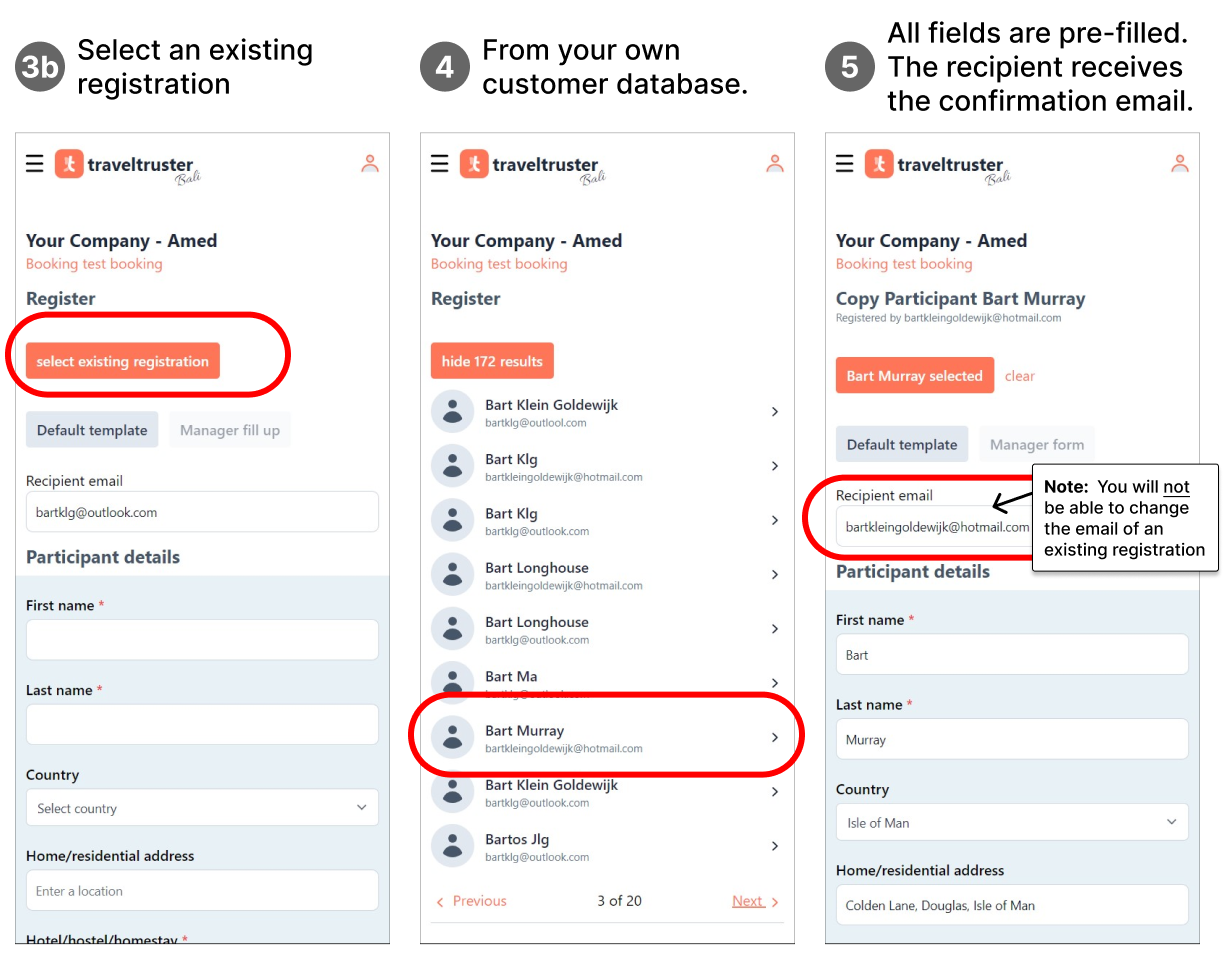 3b
Select an existing
registration
traveltruster
Bali
Your Company - Amed
Booking test booking
Register
select existing registration
Default template
Manager fill up
Recipient email
bartklg@outlook.com
Participant details
First name *
Last name *
Country
Select country
Home/residential address
Enter a location
Hotel/hostel/homestay *
4
From your own
customer database.
traveltruster
Bali
Your Company - Amed
Booking test booking
Register
hide 172 results
Bart Klein Goldewijk
bartklg@outlool.com
Bart Klg
bartkleingoldewijk@hotmail.com
Bart Klg
bartklg@outlook.com
Bart Longhouse
bartkleingoldewijk@hotmail.com
Bart Longhouse
bartklg@outlook.com
Bart Ma
bartklg@outlook.com
Bart Murray
bartkleingoldewijk@hotmail.com
Bart Klein Goldewijk
bartklg@outlook.com
Bartos Jlg
bartklg@outlook.com
Previous
3 of 20
Next
5
All fields are pre-filled.
The recipient receives
the confirmation email.
traveltruster
Bali
Your Company - Amed
Booking test booking
Copy Participant Bart Murray
Registered by bartkleingoldewijk@hotmail.com
Bart Murray selected
clear
Default template
Manager form
Recipient email
bartkleingoldewijk@hotmail.com
Note: You will not
be able to change
the email of an
existing registration
Participant details
First name *
Bart
Last name *
Murray
Country
Isle of Man
Home/residential address
Colden Lane, Douglas, Isle of Man